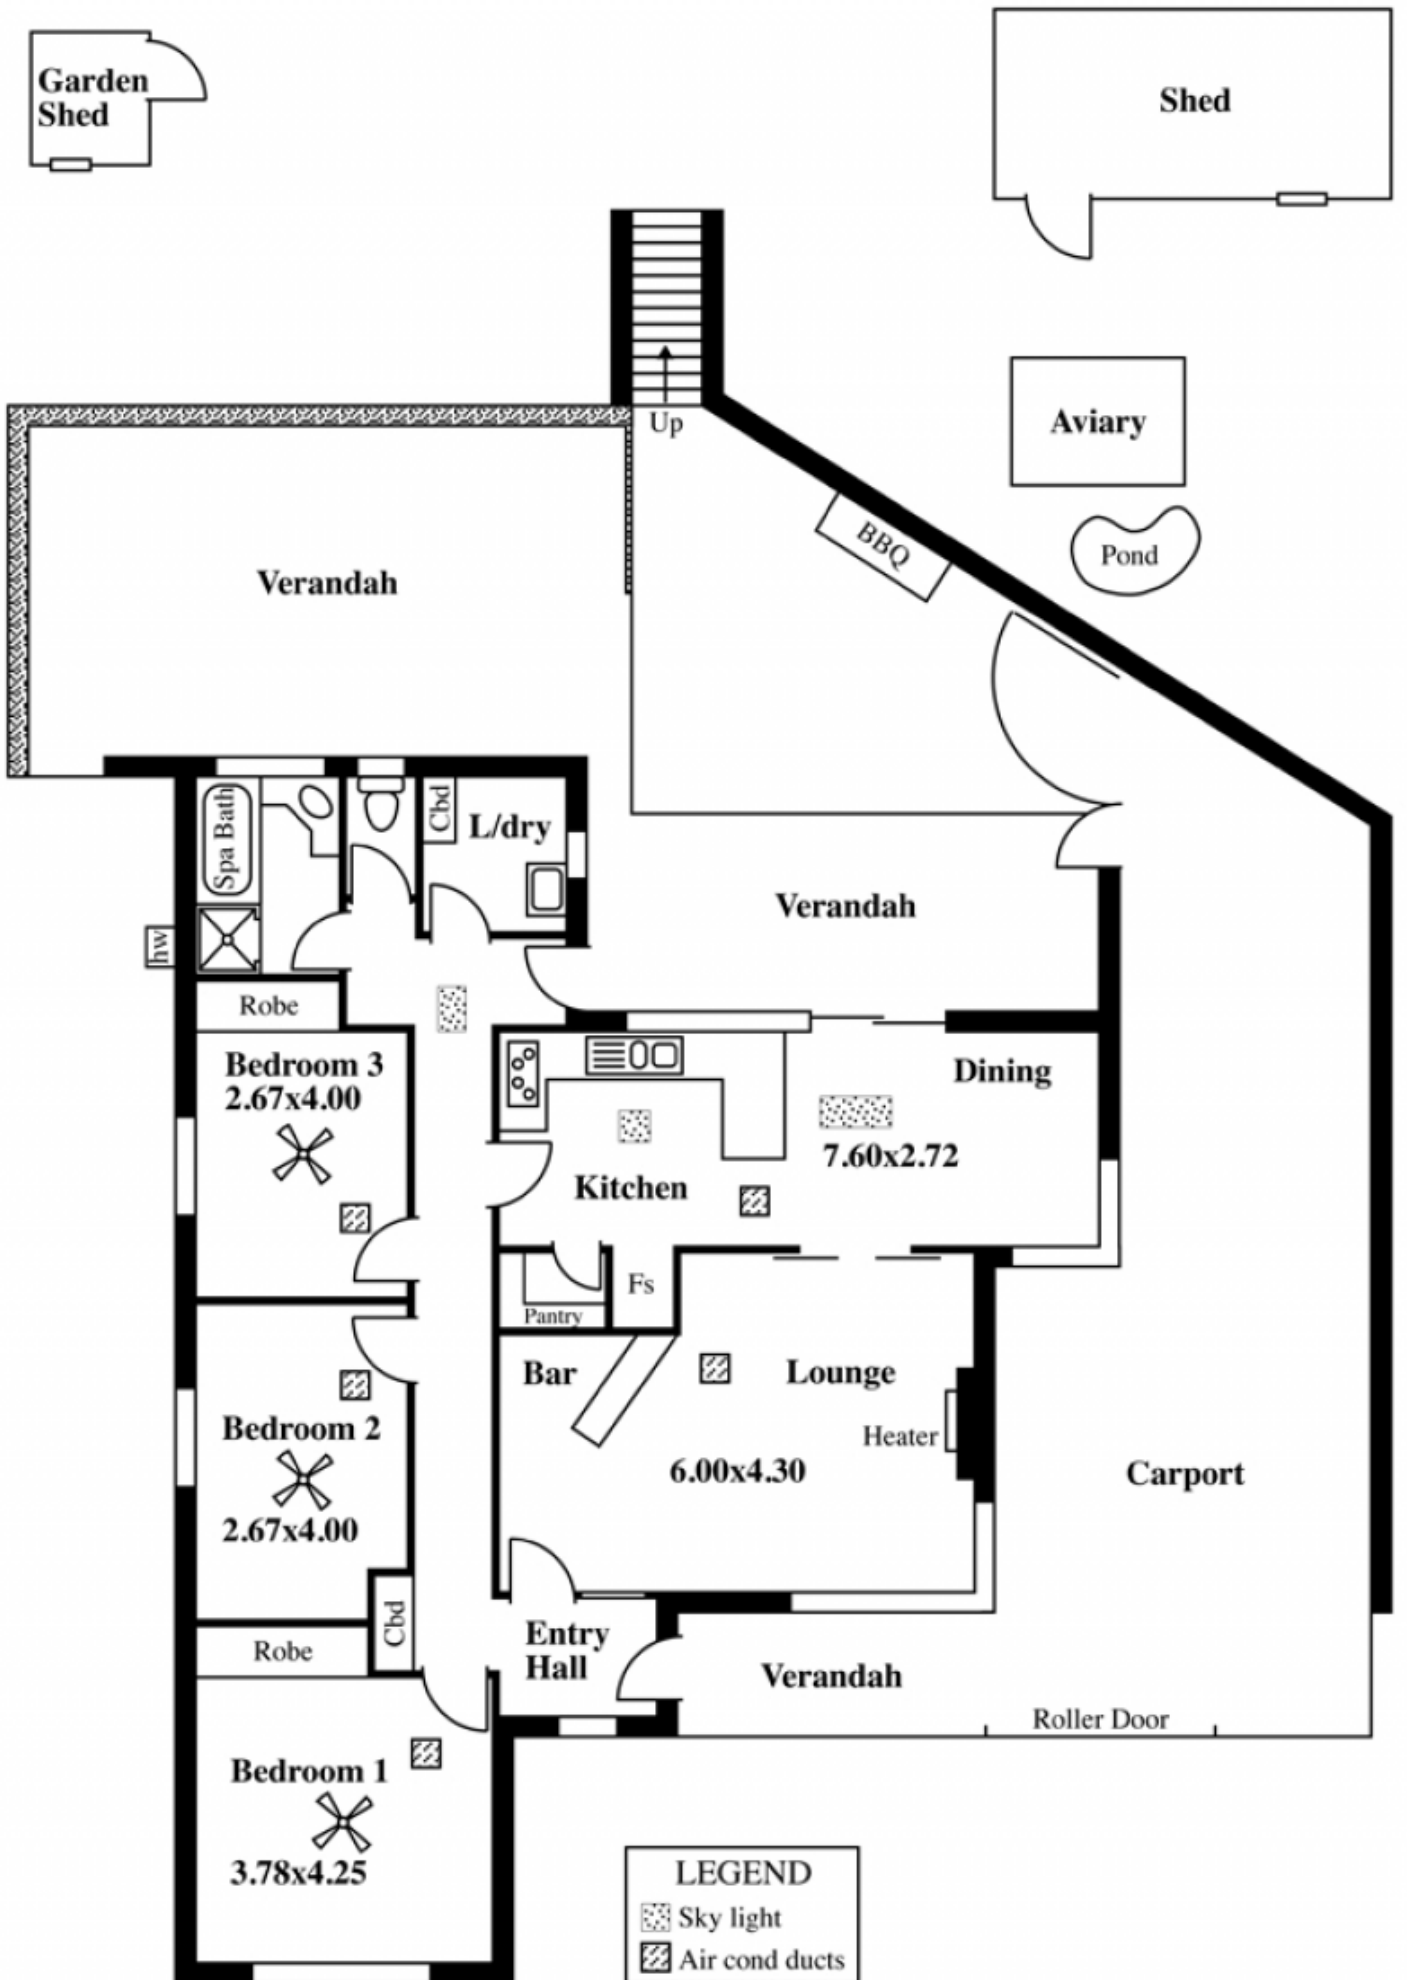 Garden
Shed
Shed
Up
Aviary
BBQ
Pond
Verandah
Spa Bath
Cbd
L/dry
Verandah
hw
Robe
Bedroom 3
2.67x4.00
Dining
7.60x2.72
Kitchen
Fs
Pantry
Bar
Lounge
Heater
6.00x4.30
Bedroom 2
2.67x4.00
Carport
Cbd
Robe
Entry
Hall
Verandah
Roller Door
Bedroom 1
3.78x4.25
LEGEND
Sky light
Air cond ducts